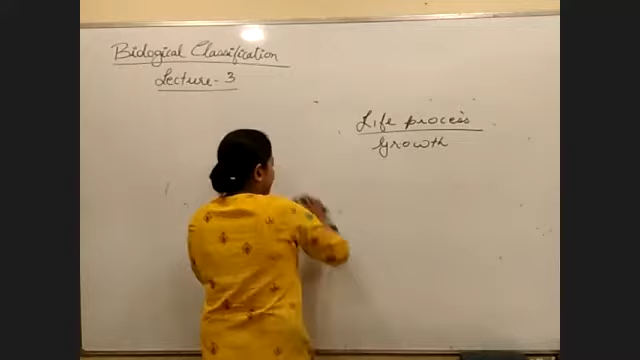 Biological Classification
Lecture - 3
Life process
Growth